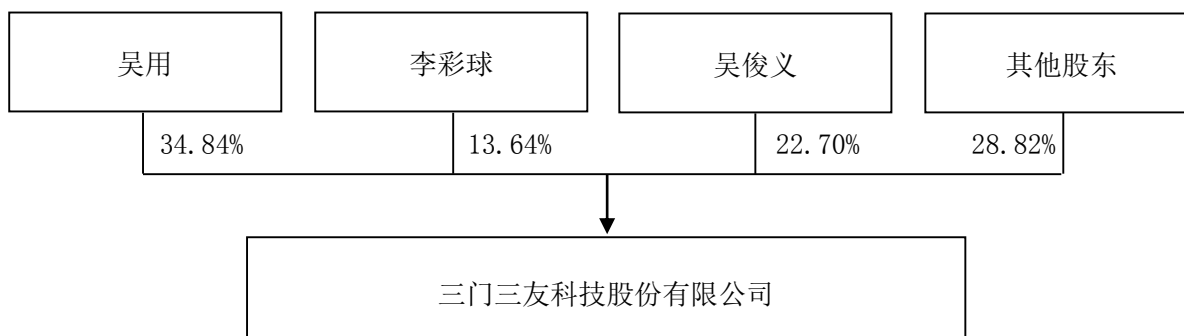 吴用
李彩球
吴俊义
其他股东
34.84%
13.64%
22.70%
28.82%
三门三友科技股份有限公司